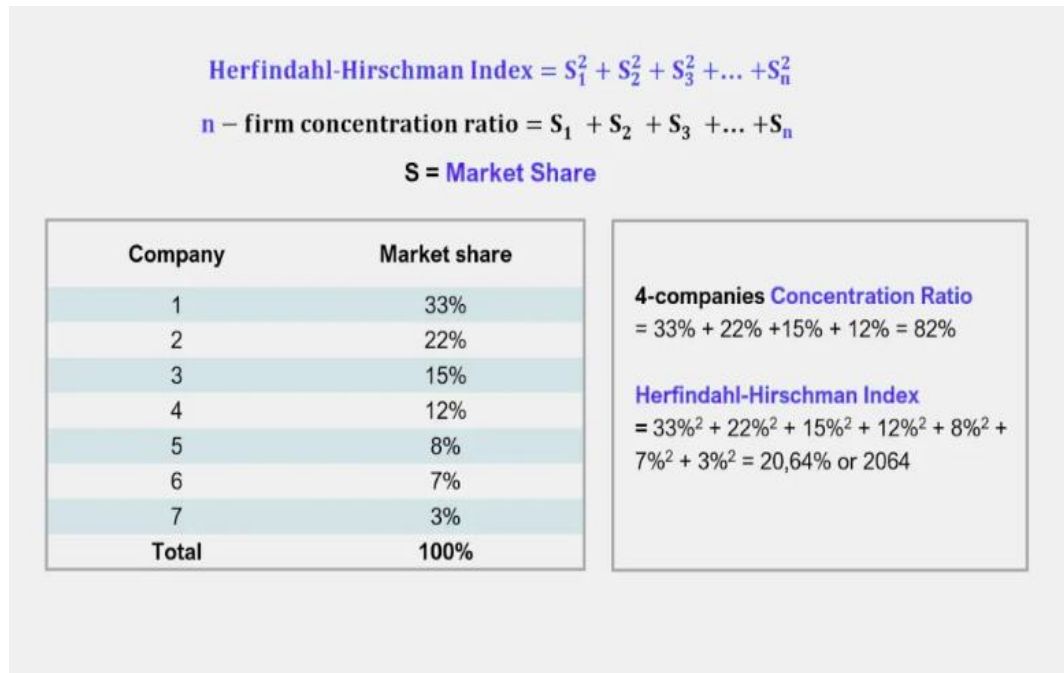 Herfindahl-Hirschman Index = S₁² + S₂² + S₃² +... +Sₙ²
n – firm concentration ratio = S₁ + S₂ + S₃ +... +Sₙ
S = Market Share
Company Market share
1 33%
2 22%
3 15%
4 12%
5 8%
6 7%
7 3%
Total 100%
4-companies Concentration Ratio
= 33% + 22% +15% + 12% = 82%
Herfindahl-Hirschman Index
= 33%² + 22%² + 15%² + 12%² + 8%² +
7%² + 3%² = 20,64% or 2064